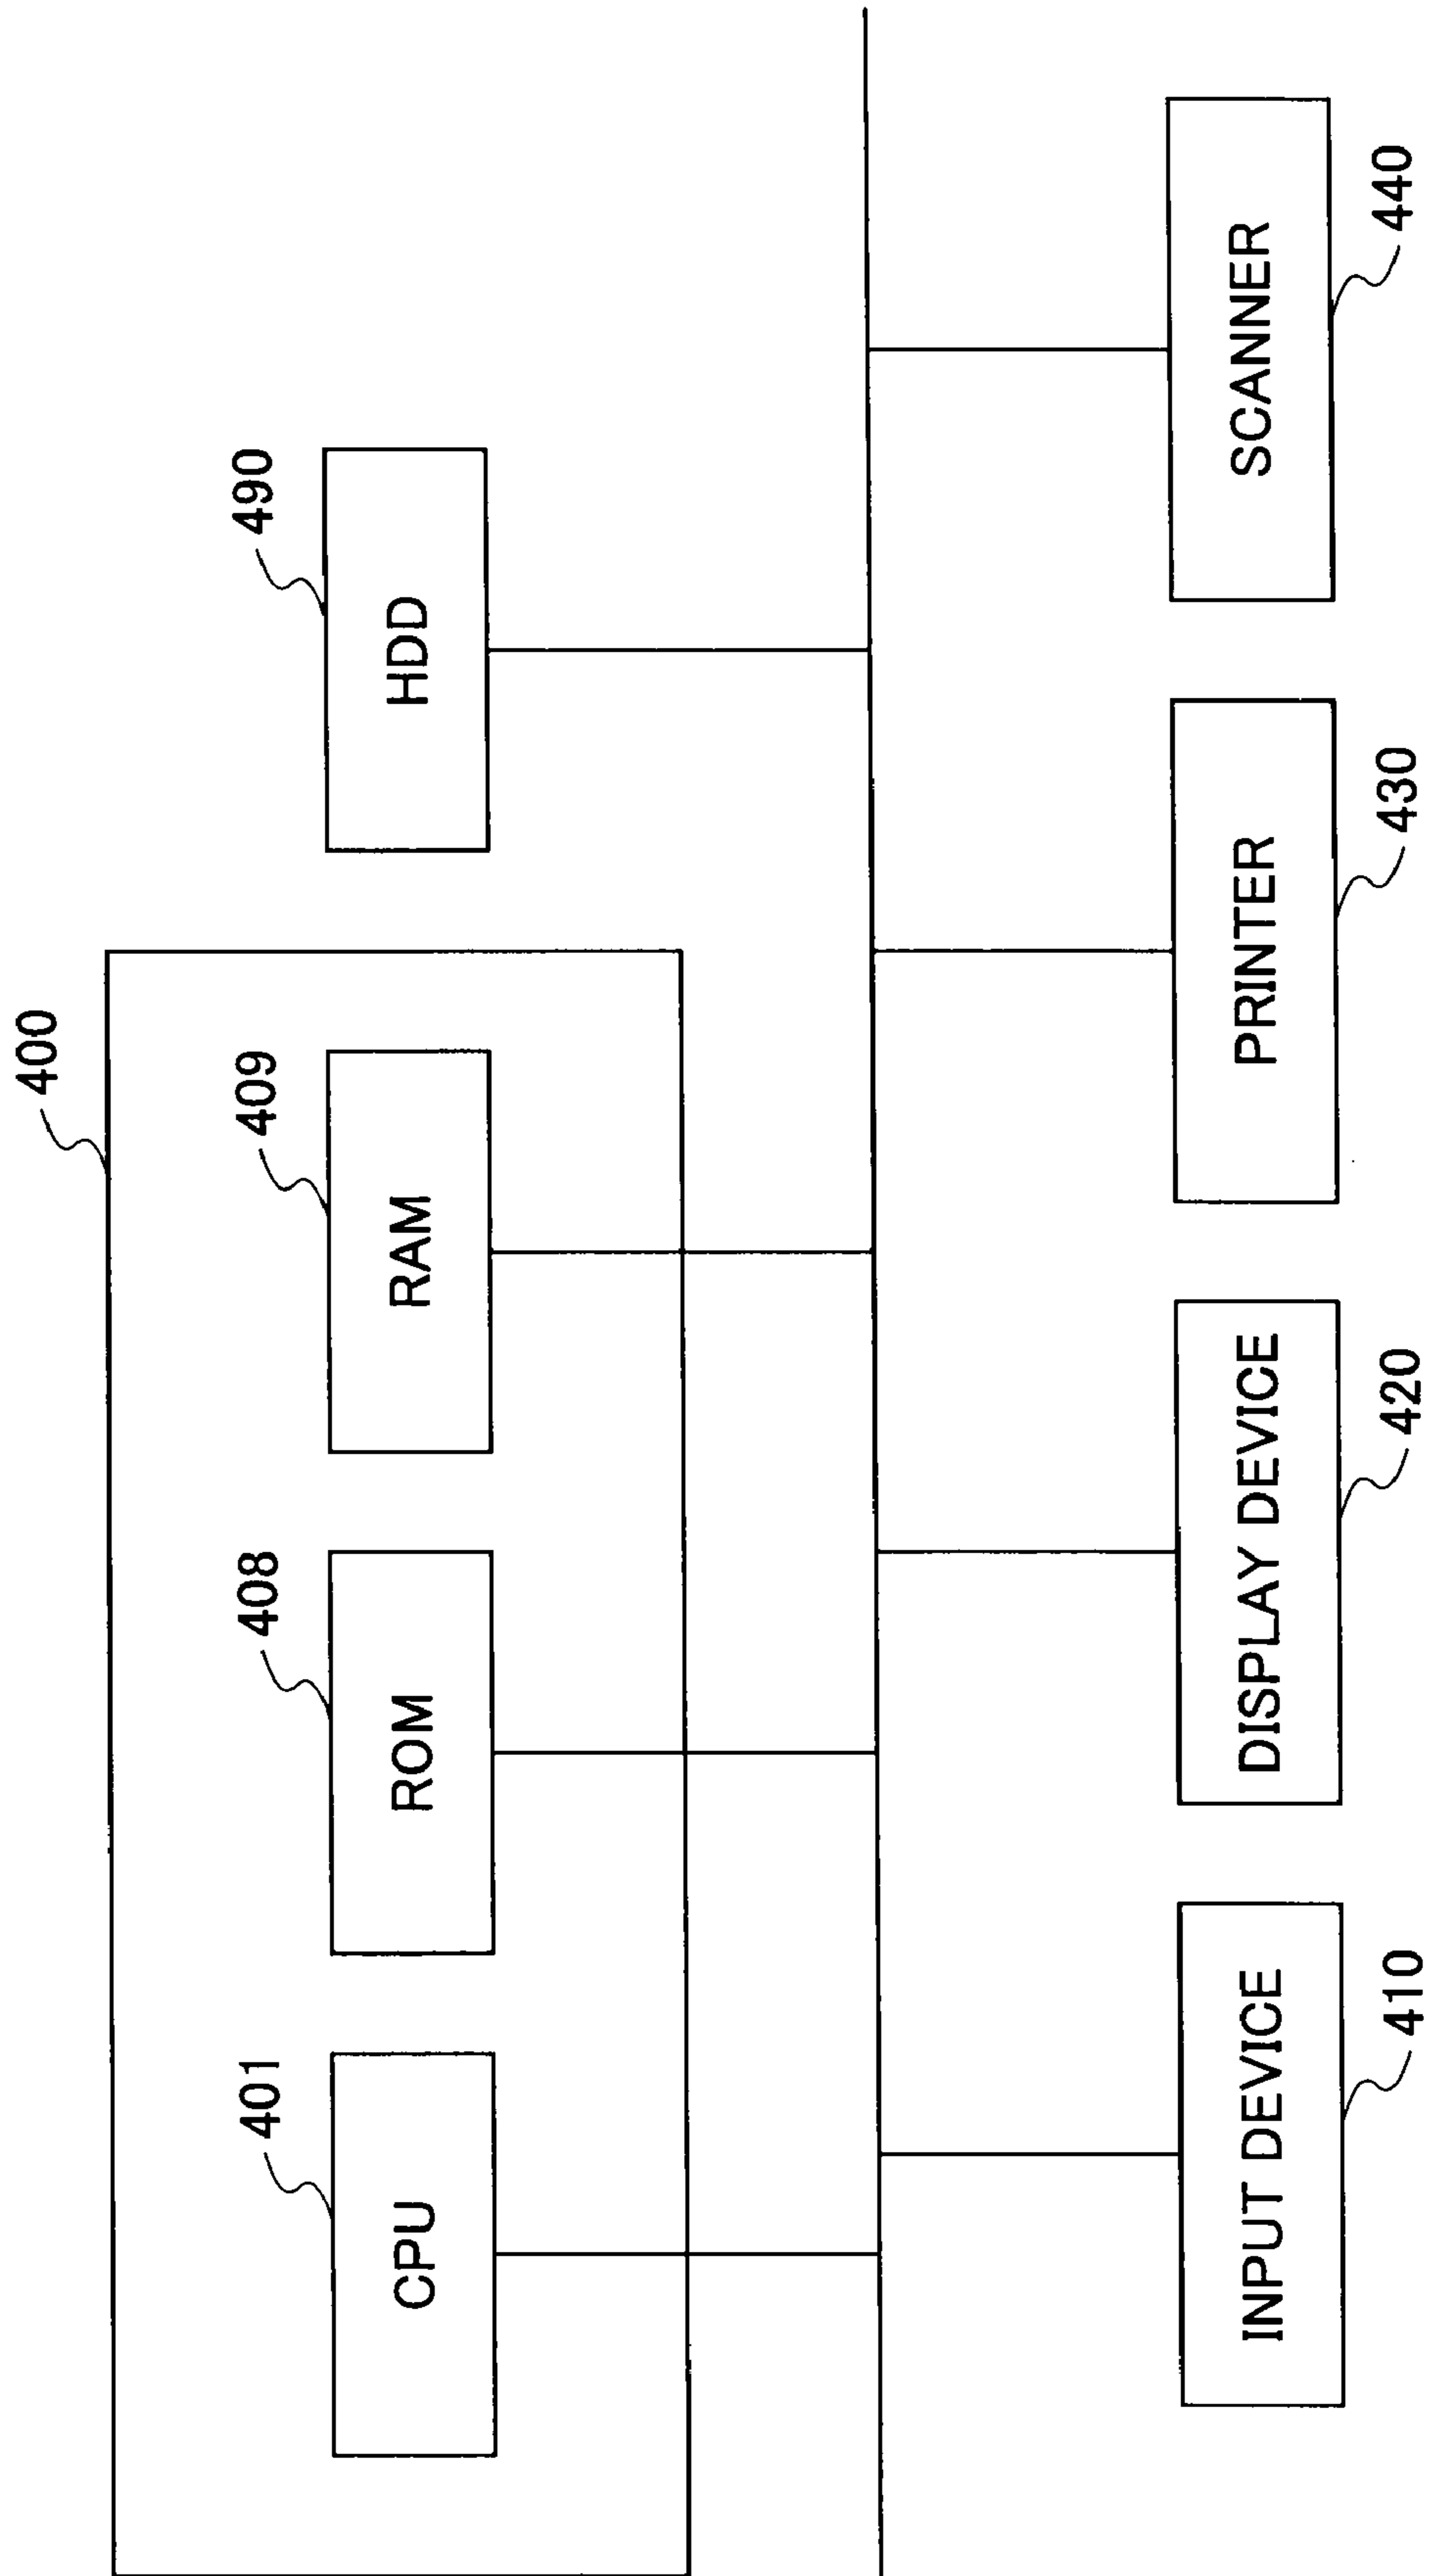 400
401
408
409
490
CPU
ROM
RAM
HDD
INPUT DEVICE
DISPLAY DEVICE
PRINTER
SCANNER
410
420
430
440